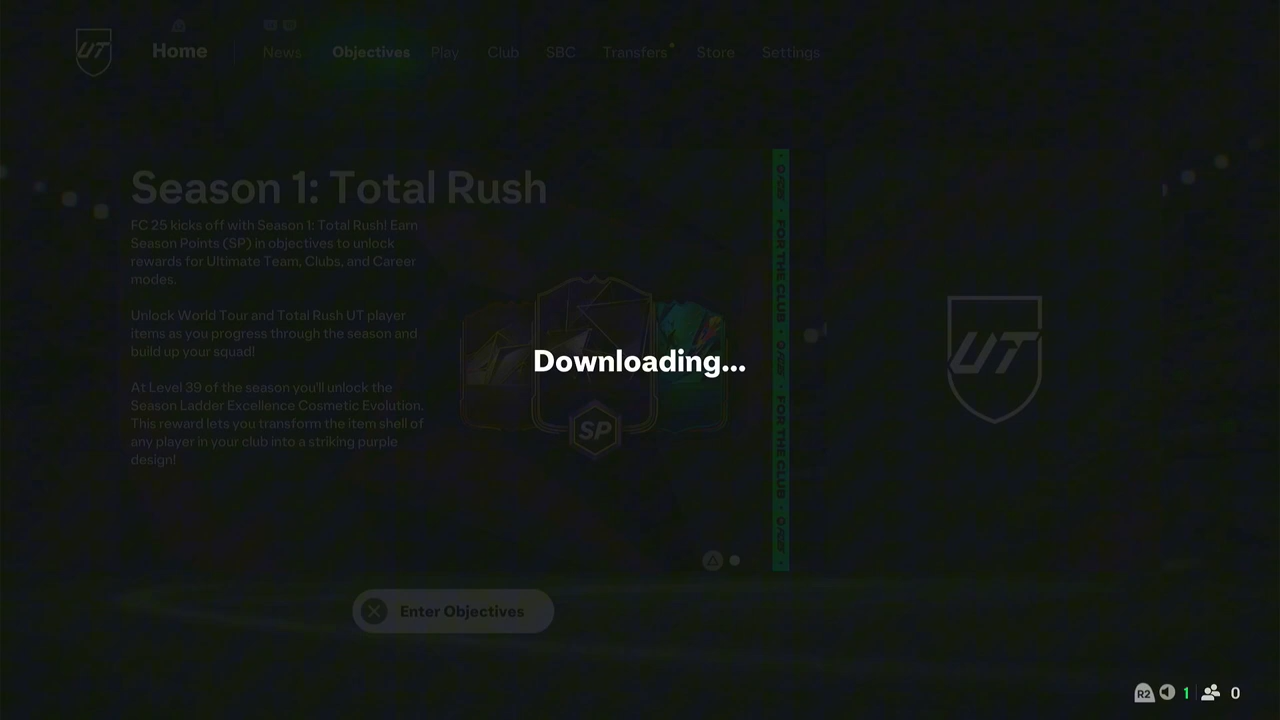 UT
Home
News
Objectives
Play
Club
SBC
Transfers
Store
Settings
Season 1: Total Rush
FC 25 kicks off with Season 1: Total Rush! Earn
Season Points (SP) in objectives to unlock
rewards for Ultimate Team, Clubs, and Career
modes.
Unlock World Tour and Total Rush UT player
items as you progress through the season and
build up your squad!
At Level 39 of the season you'll unlock the
Season Ladder Excellence Cosmetic Evolution.
This reward lets you transform the item shell of
any player in your club into a striking purple
design!
SP
FOR THE CLUB
FOR THE CLUB
UT
Downloading...
Enter Objectives
R2 1 0